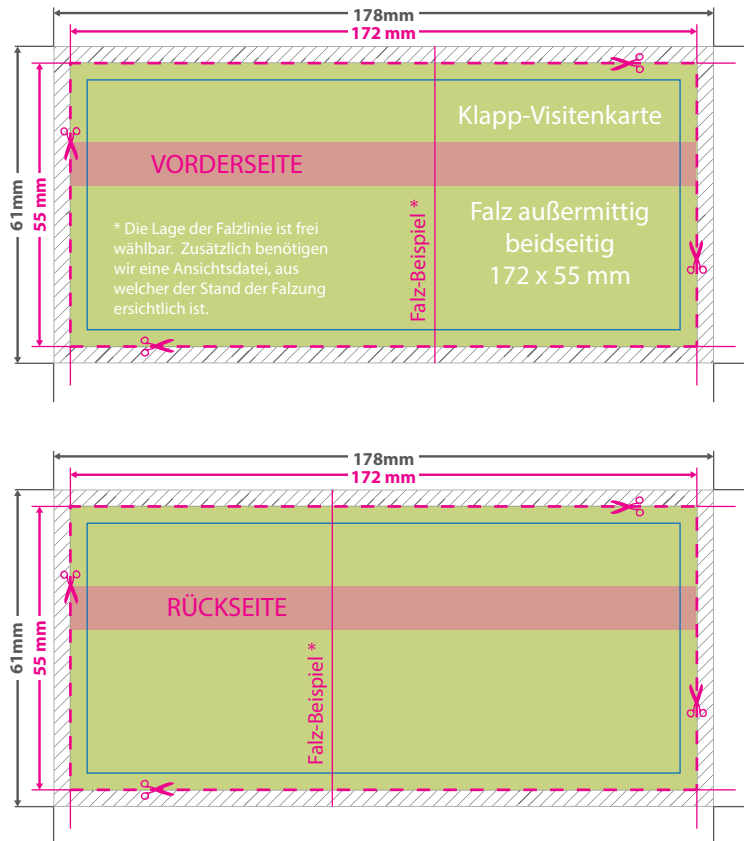 178mm
172 mm
61mm
55 mm
Klapp-Visitenkarte
VORDERSEITE
* Die Lage der Falzlinie ist frei
wählbar. Zusätzlich benötigen
wir eine Ansichtsdatei, aus
welcher der Stand der Falzung
ersichtlich ist.
Falz-Beispiel *
Falz außermittig
beidseitig
172 x 55 mm
178mm
172 mm
61mm
55 mm
RÜCKSEITE
Falz-Beispiel *